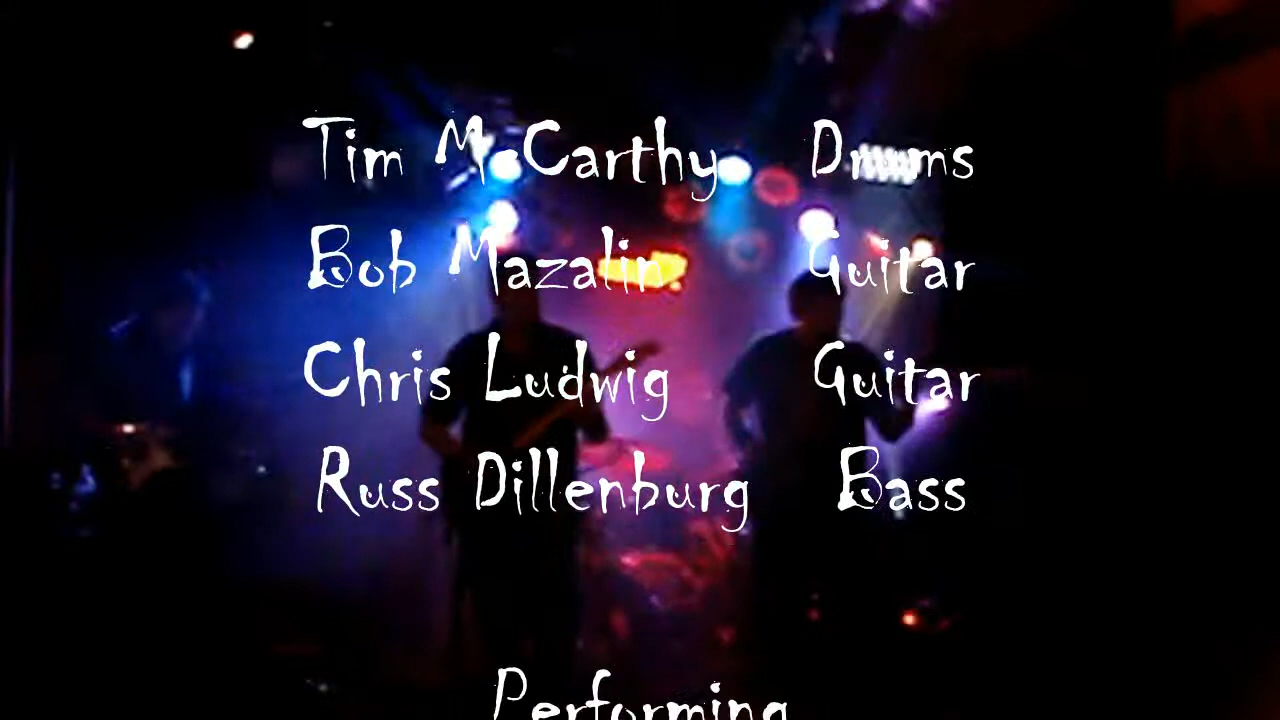 Tim McCarthy Drums
Bob Mazalin Guitar
Chris Ludwig Guitar
Russ Dillenburg Bass
Performing